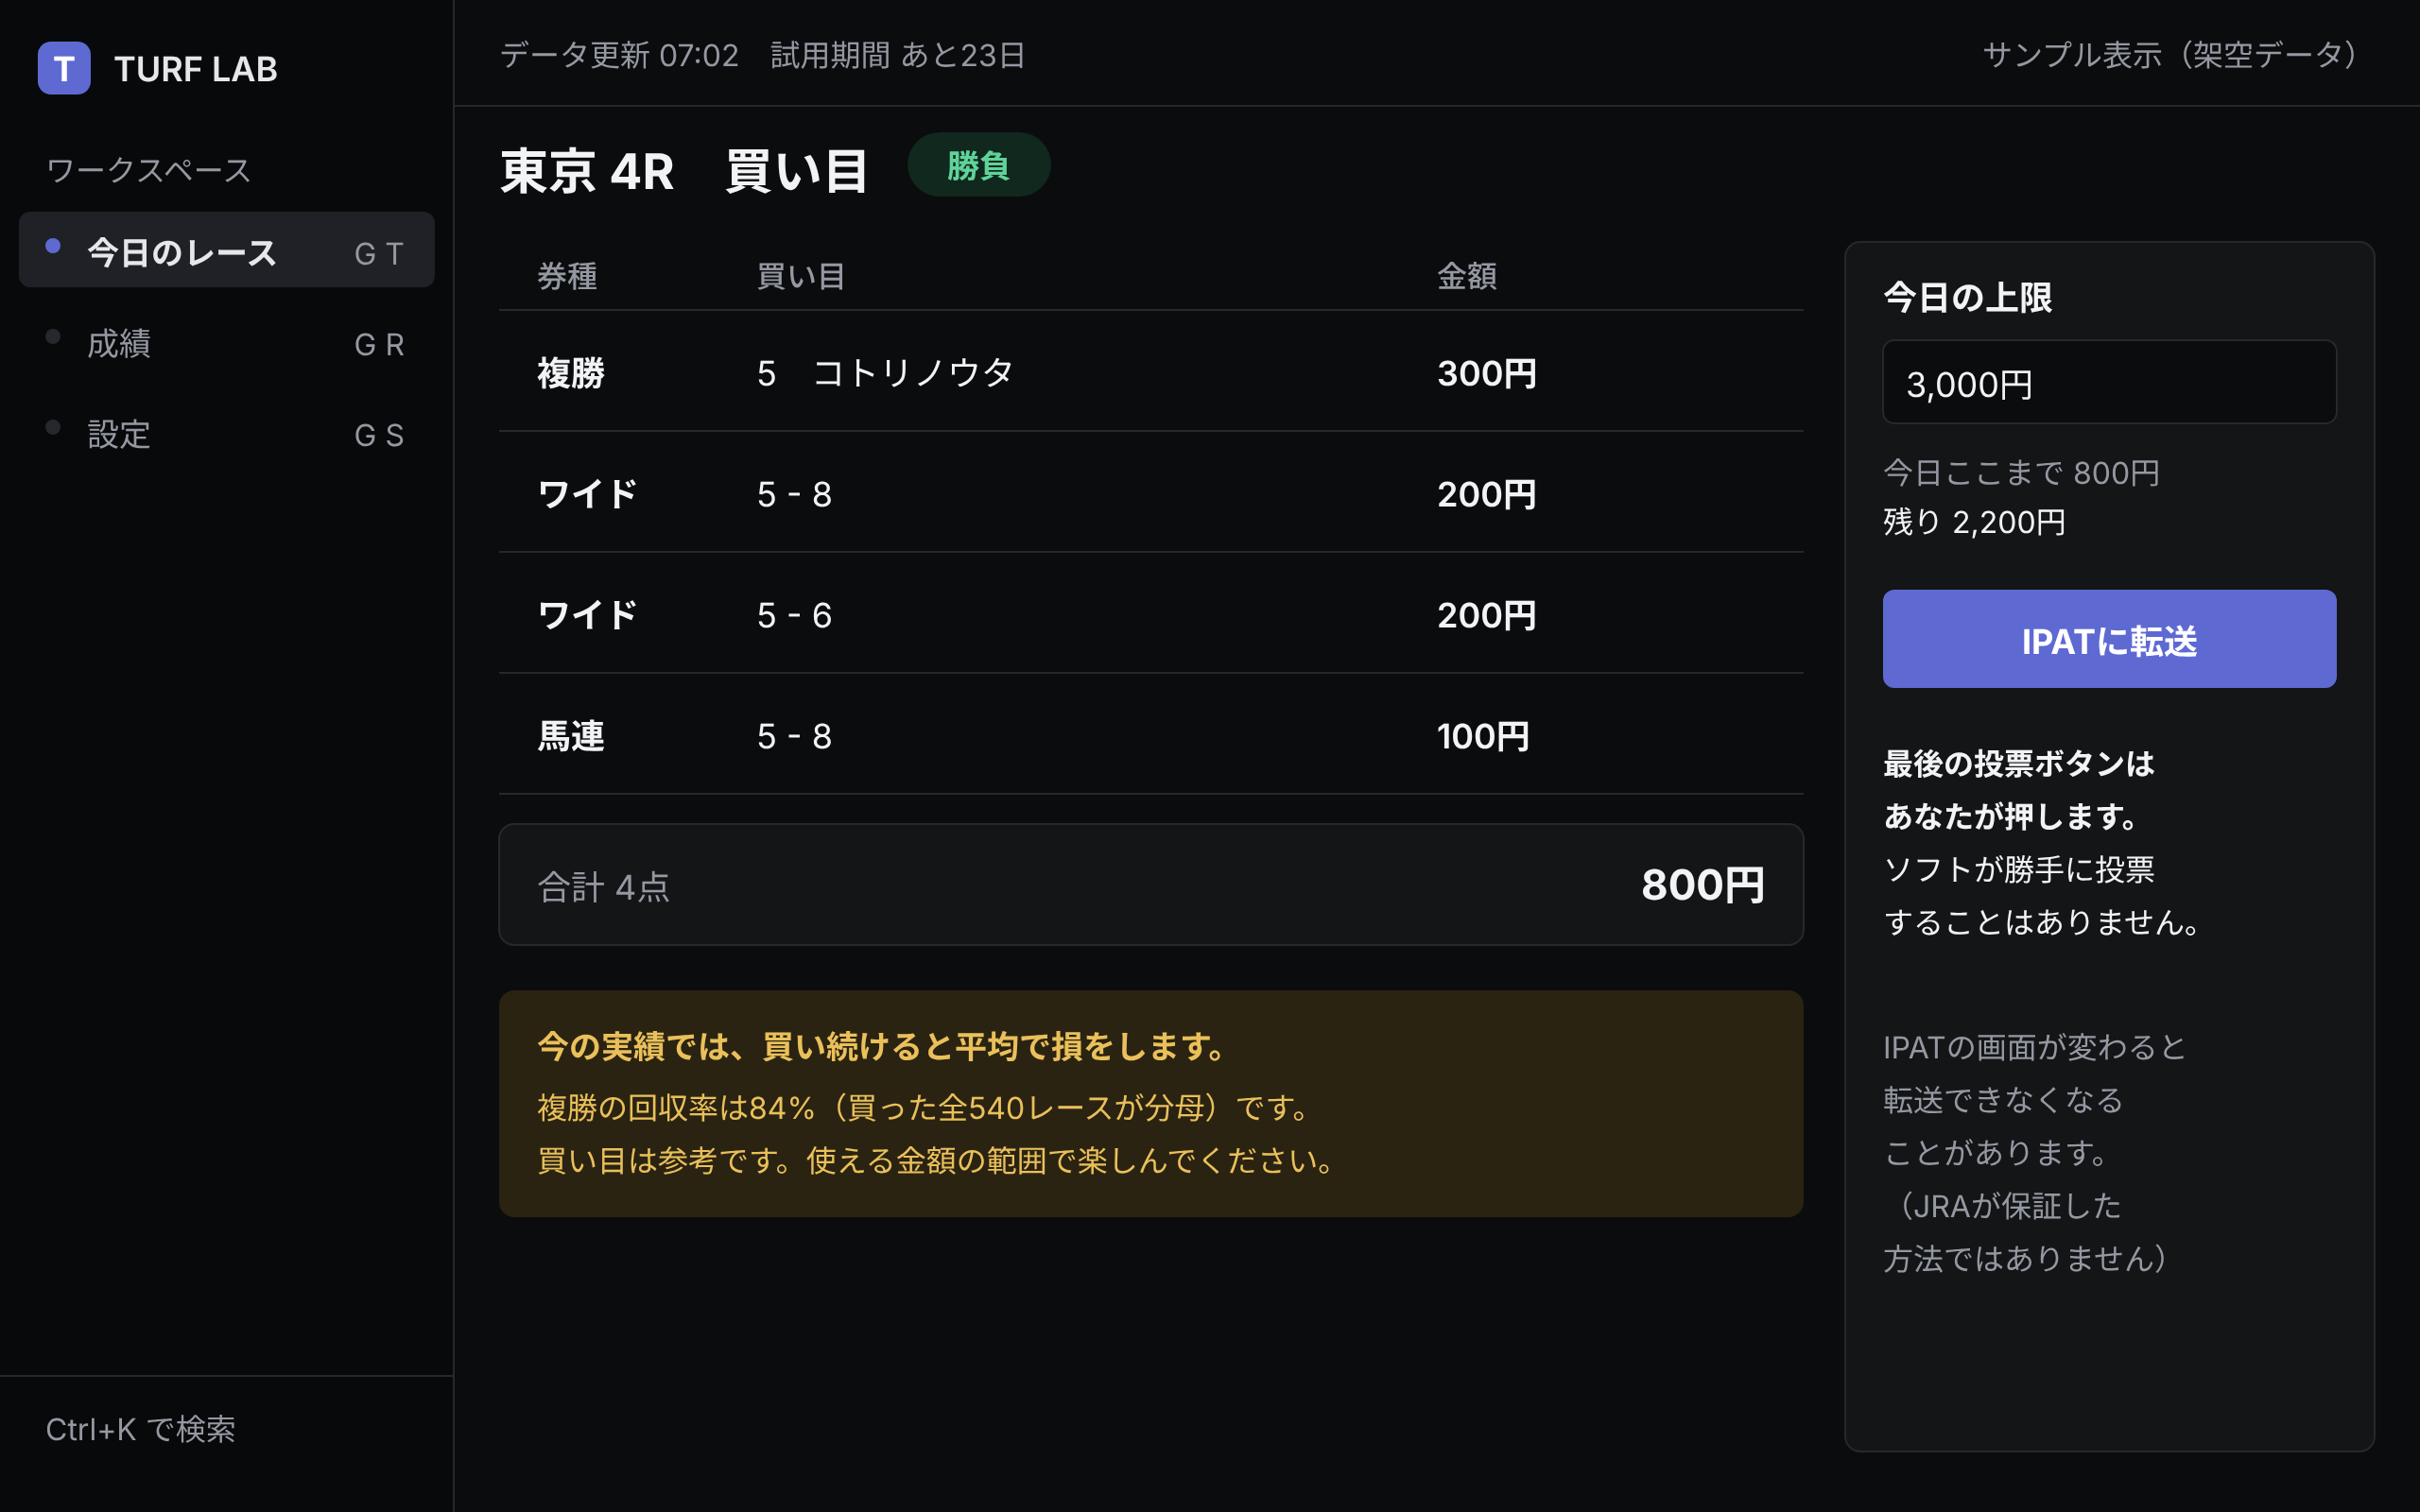 TURF LAB
ワークスペース
今日のレース G T
成績 G R
設定 G S
Ctrl+K で検索
データ更新 07:02 試用期間 あと23日
サンプル表示（架空データ）
東京 4R 買い目 勝負
券種 買い目 金額
複勝 5 コトリノウタ 300円
ワイド 5 - 8 200円
ワイド 5 - 6 200円
馬連 5 - 8 100円
合計 4点 800円
今の実績では、買い続けると平均で損をします。
複勝の回収率は84%（買った全540レースが分母）です。
買い目は参考です。使える金額の範囲で楽しんでください。
今日の上限
3,000円
今日ここまで 800円
残り 2,200円
IPATに転送
最後の投票ボタンは
あなたが押します。
ソフトが勝手に投票
することはありません。
IPATの画面が変わると
転送できなくなる
ことがあります。
（JRAが保証した
方法ではありません）